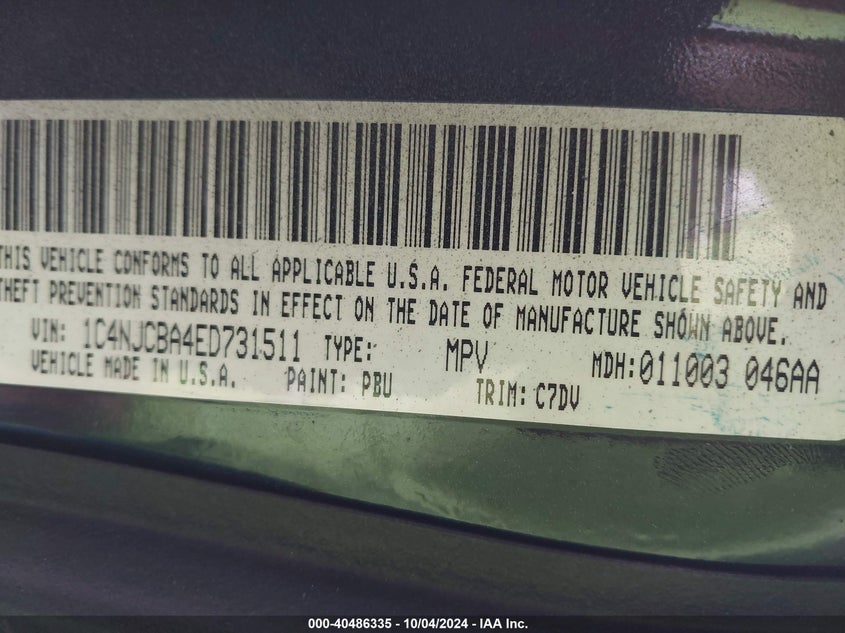 THIS VEHICLE CONFORMS TO ALL APPLICABLE U.S.A. FEDERAL MOTOR VEHICLE SAFETY AND
THEFT PREVENTION STANDARDS IN EFFECT ON THE DATE OF MANUFACTURE SHOWN ABOVE.
VIN: 1C4NJCBA4ED731511 TYPE: MPV MDH: 011003 046AA
VEHICLE MADE IN U.S.A. PAINT: PBU TRIM: C7DV
000-40486335 - 10/04/2024 - IAA Inc.